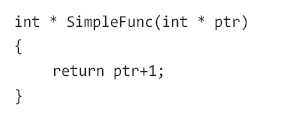 int * SimpleFunc(int * ptr)
{
    return ptr+1;
}